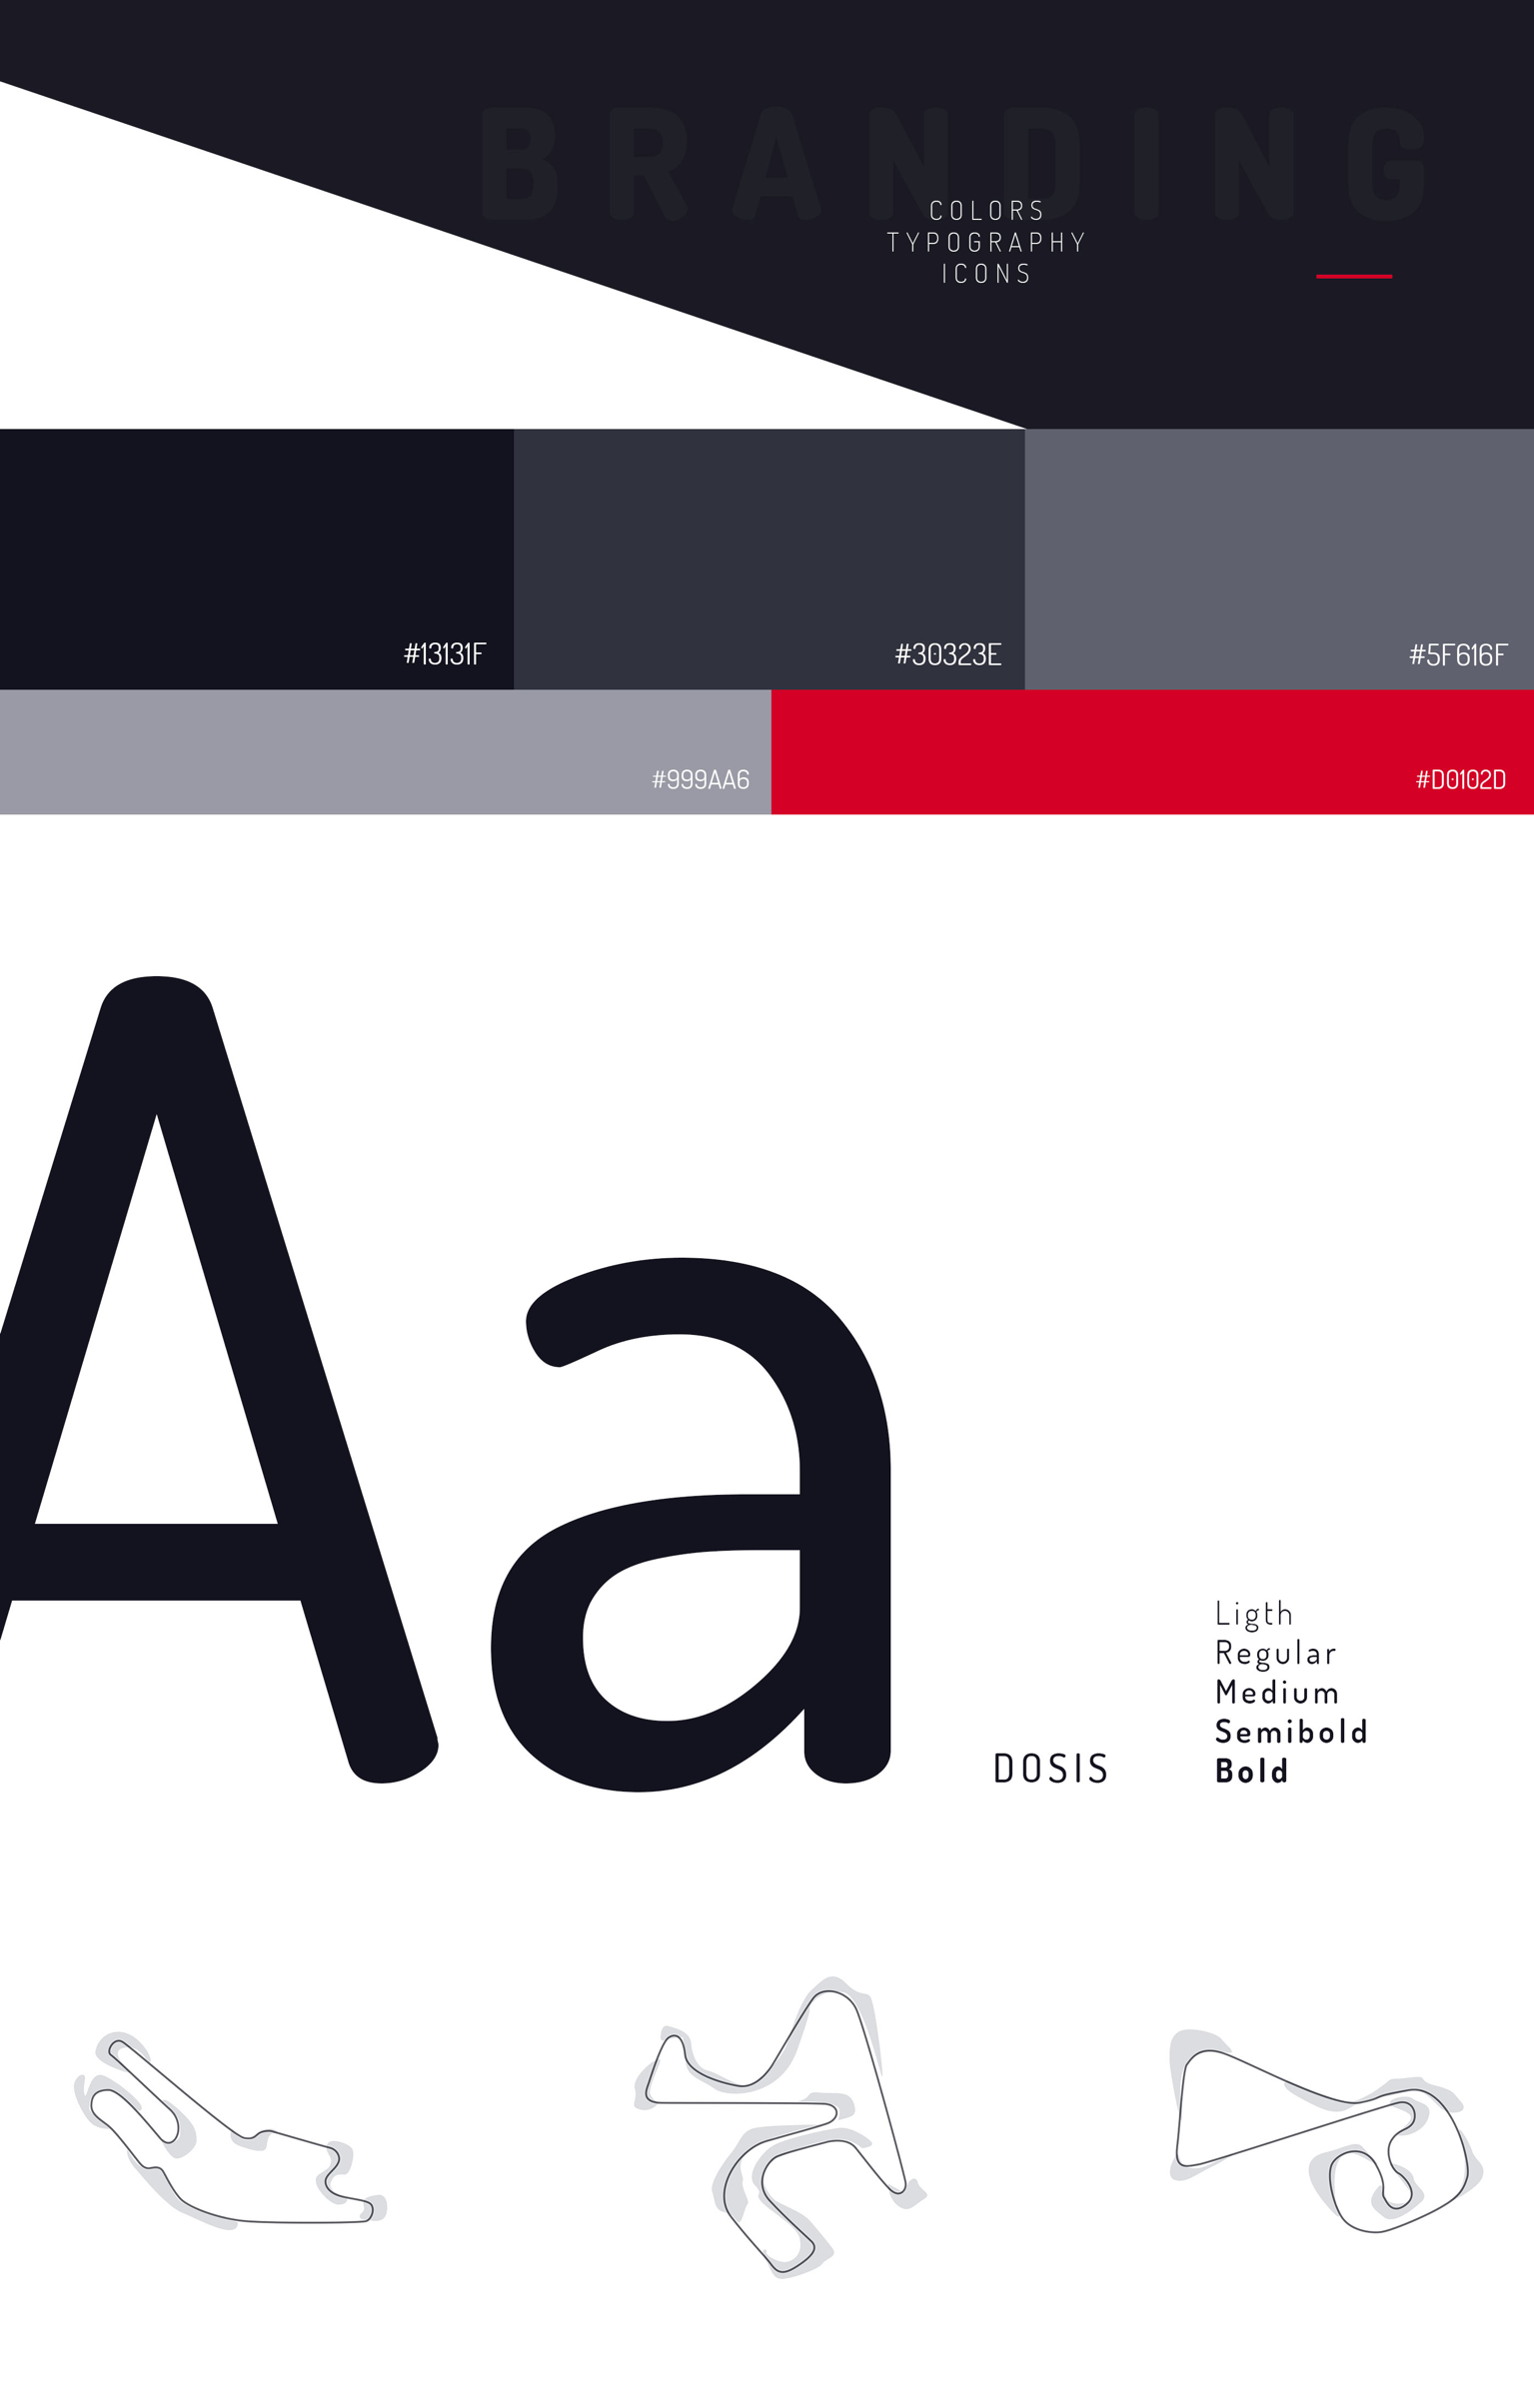 BRANDING
COLORS
TYPOGRAPHY
ICONS
#13131F
#30323E
#5F616F
#999AA6
#D0102D
Aa
DOSIS
Ligth
Regular
Medium
Semibold
Bold